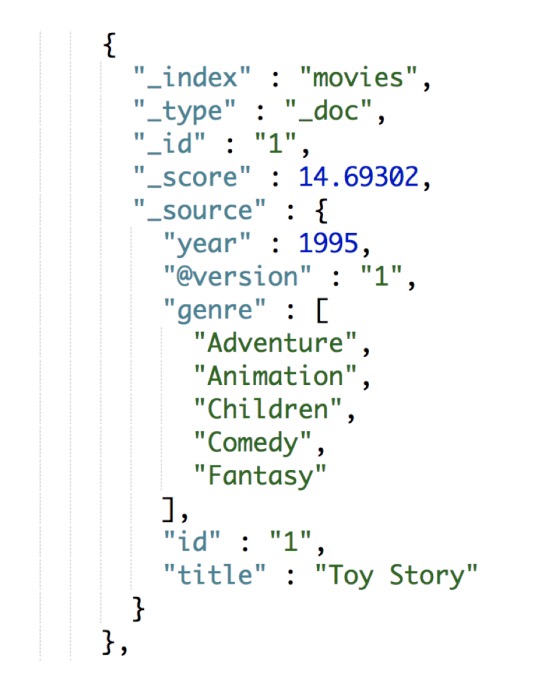 {
"_index" : "movies",
"_type" : "_doc",
"_id" : "1",
"_score" : 14.69302,
"_source" : {
"year" : 1995,
"@version" : "1",
"genre" : [
"Adventure",
"Animation",
"Children",
"Comedy",
"Fantasy"
],
"id" : "1",
"title" : "Toy Story"
}
},